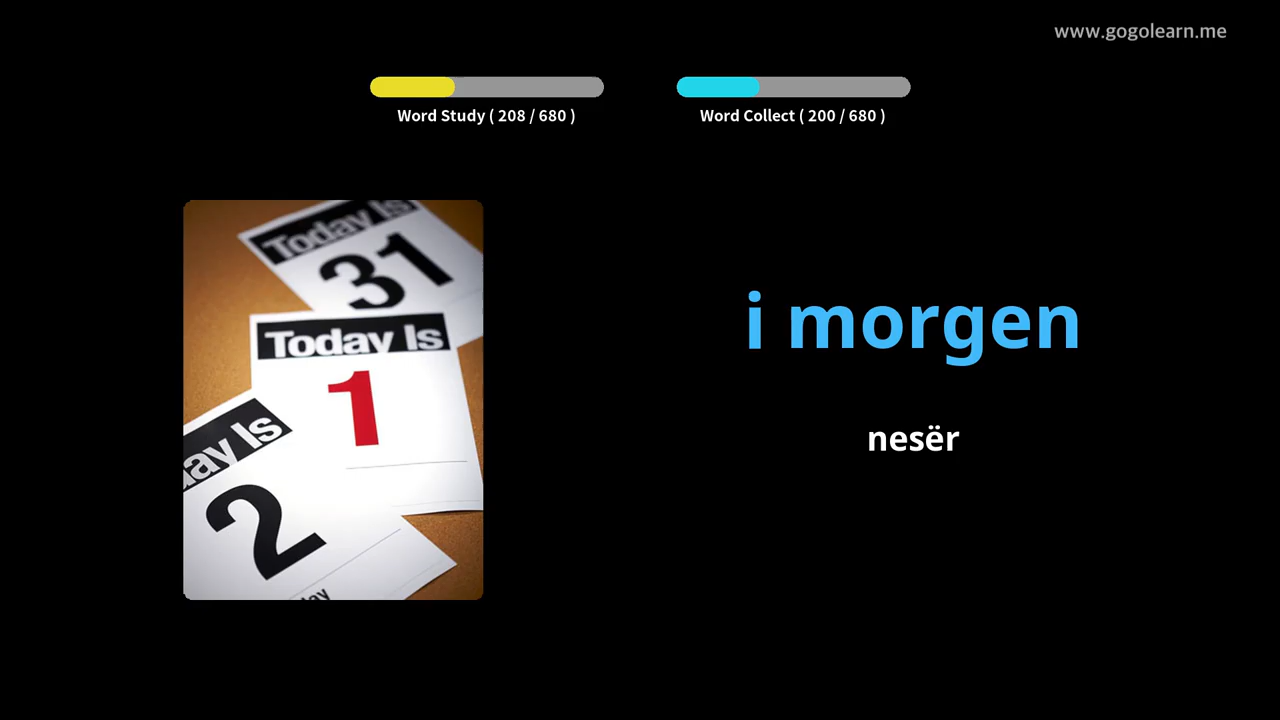 www.gogolearn.me
Word Study ( 208 / 680 )
Word Collect ( 200 / 680 )
Today Is
31
Today Is
1
ay Is
2
i morgen
nesër